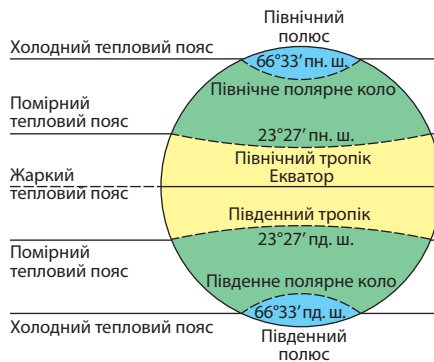 Північний
полюс
Холодний тепловий пояс
66°33′ пн. ш.
Північне полярне коло
Помірний
тепловий пояс
23°27′ пн. ш.
Північний тропік
Екватор
Жаркий
тепловий пояс
Південний тропік
23°27′ пд. ш.
Помірний
тепловий пояс
Південне полярне коло
66°33′ пд. ш.
Холодний тепловий пояс
Південний
полюс